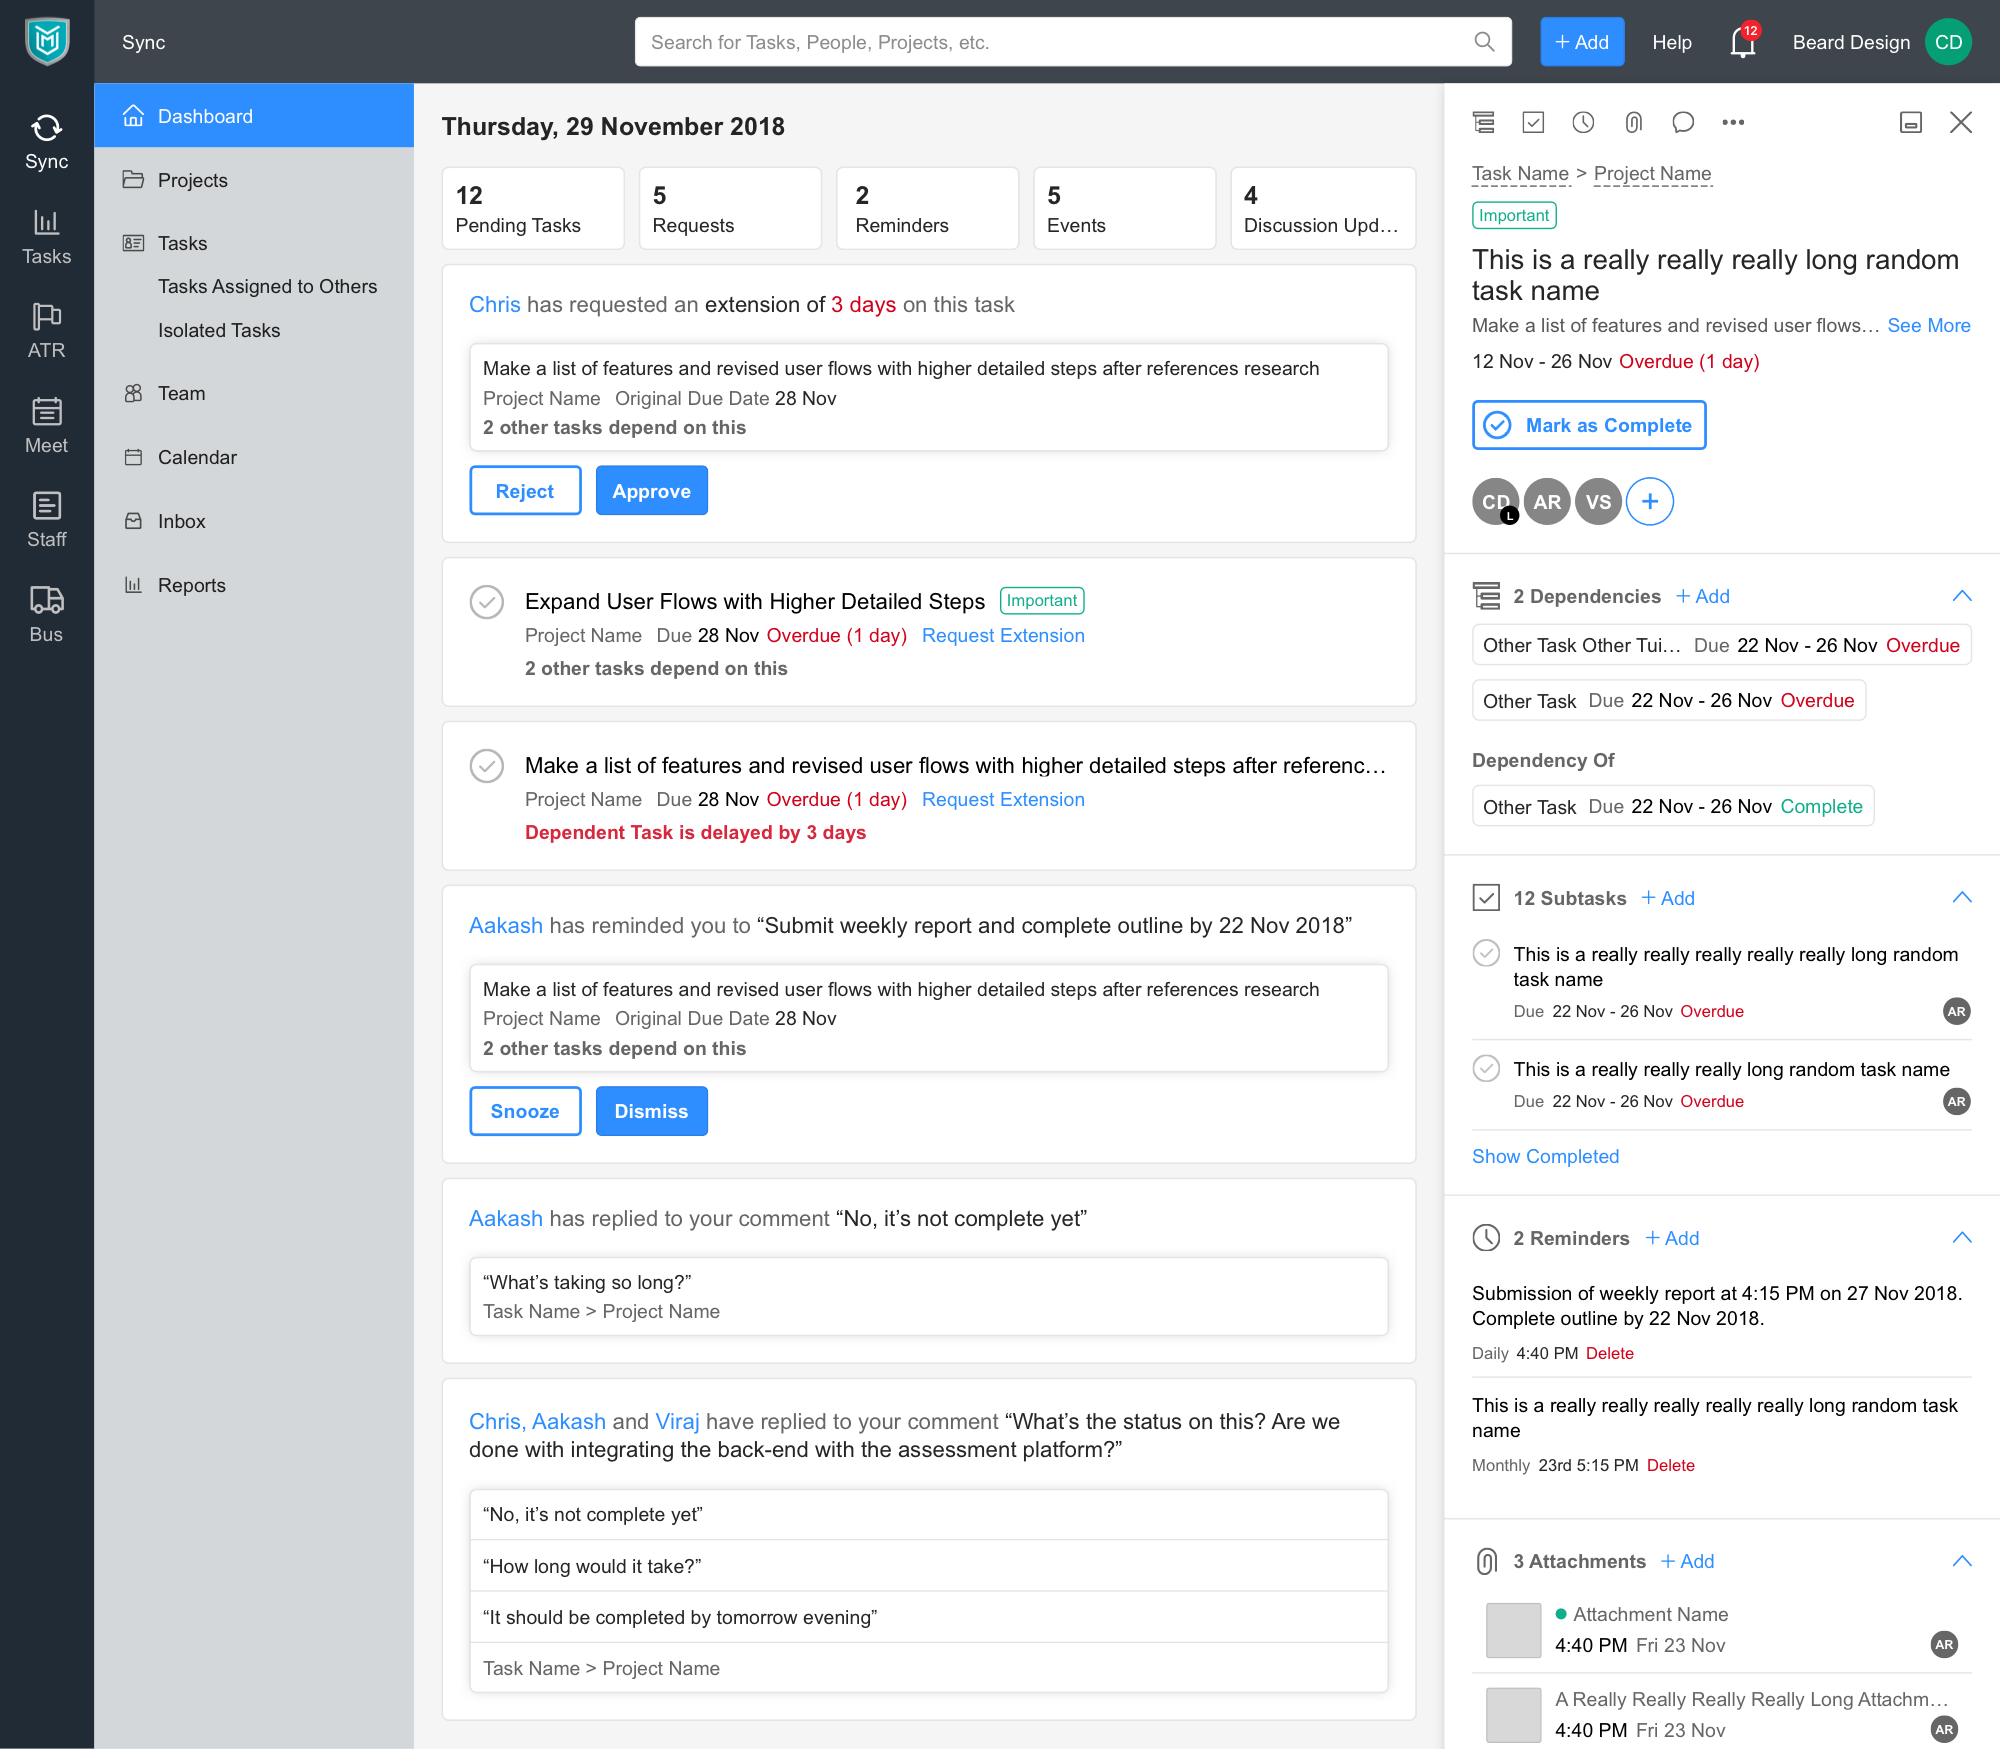 Sync
Search for Tasks, People, Projects, etc.
+ Add
Help
12
Beard Design
CD
Sync
Tasks
ATR
Meet
Staff
Bus
Dashboard
Projects
Tasks
Tasks Assigned to Others
Isolated Tasks
Team
Calendar
Inbox
Reports
Thursday, 29 November 2018
12
Pending Tasks
5
Requests
2
Reminders
5
Events
4
Discussion Upd…
Chris has requested an extension of 3 days on this task
Make a list of features and revised user flows with higher detailed steps after references research
Project Name Original Due Date 28 Nov
2 other tasks depend on this
Reject
Approve
Expand User Flows with Higher Detailed Steps Important
Project Name Due 28 Nov Overdue (1 day) Request Extension
2 other tasks depend on this
Make a list of features and revised user flows with higher detailed steps after referenc…
Project Name Due 28 Nov Overdue (1 day) Request Extension
Dependent Task is delayed by 3 days
Aakash has reminded you to “Submit weekly report and complete outline by 22 Nov 2018”
Make a list of features and revised user flows with higher detailed steps after references research
Project Name Original Due Date 28 Nov
2 other tasks depend on this
Snooze
Dismiss
Aakash has replied to your comment “No, it’s not complete yet”
“What’s taking so long?”
Task Name > Project Name
Chris, Aakash and Viraj have replied to your comment “What’s the status on this? Are we
done with integrating the back-end with the assessment platform?”
“No, it’s not complete yet”
“How long would it take?”
“It should be completed by tomorrow evening”
Task Name > Project Name
Task Name > Project Name
Important
This is a really really really long random
task name
Make a list of features and revised user flows… See More
12 Nov - 26 Nov Overdue (1 day)
Mark as Complete
CD
L
AR
VS
+
2 Dependencies + Add
Other Task Other Tui… Due 22 Nov - 26 Nov Overdue
Other Task Due 22 Nov - 26 Nov Overdue
Dependency Of
Other Task Due 22 Nov - 26 Nov Complete
12 Subtasks + Add
This is a really really really really really long random
task name
Due 22 Nov - 26 Nov Overdue
AR
This is a really really really long random task name
Due 22 Nov - 26 Nov Overdue
AR
Show Completed
2 Reminders + Add
Submission of weekly report at 4:15 PM on 27 Nov 2018.
Complete outline by 22 Nov 2018.
Daily 4:40 PM Delete
This is a really really really really really long random task
name
Monthly 23rd 5:15 PM Delete
3 Attachments + Add
Attachment Name
4:40 PM Fri 23 Nov
AR
A Really Really Really Really Long Attachm…
4:40 PM Fri 23 Nov
AR